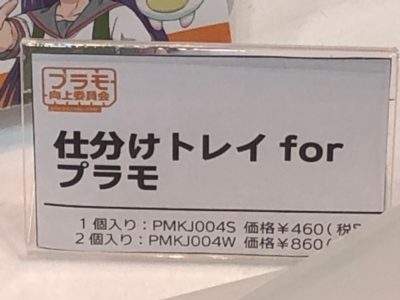 プラモ
向上委員会
仕分けトレイ for
プラモ
1個入り：PMKJ004S 価格￥460(税
2個入り：PMKJ004W 価格￥860(